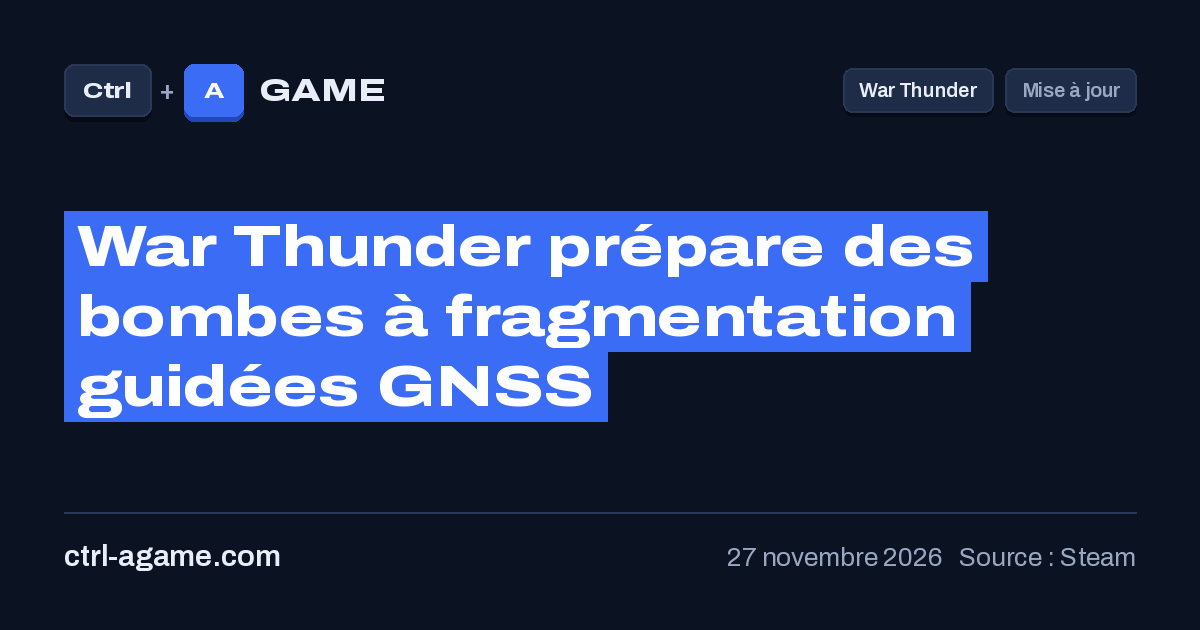 Ctrl + A GAME
War Thunder
Mise à jour
War Thunder prépare des
bombes à fragmentation
guidées GNSS
ctrl-agame.com
27 novembre 2026 Source : Steam